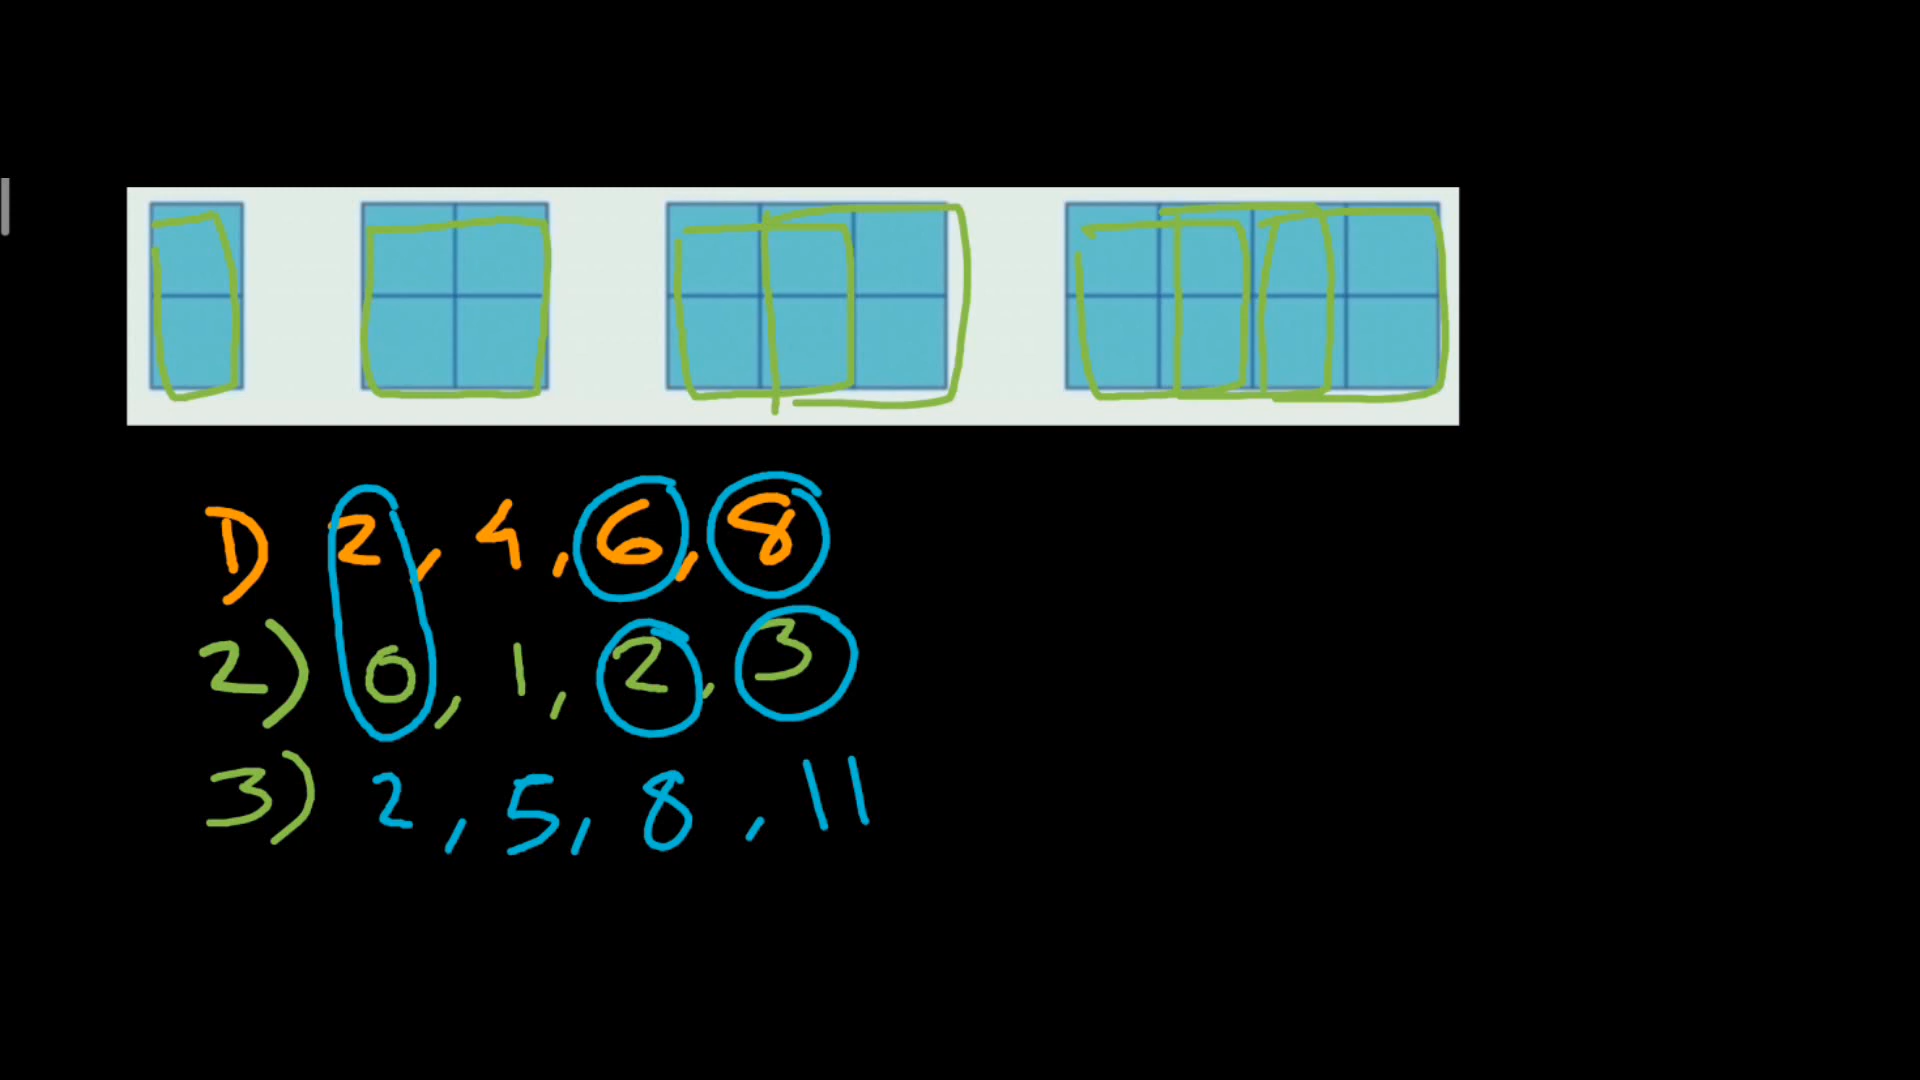 1) 2, 4, 6, 8
2) 0, 1, 2, 3
3) 2, 5, 8, 11